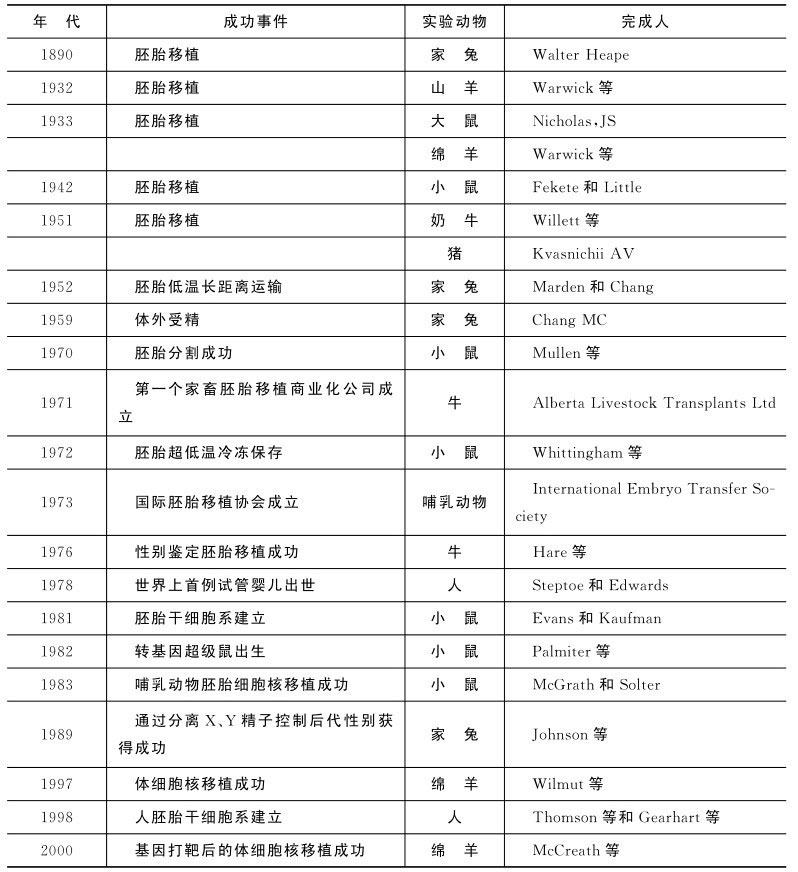 年 代 成功事件 实验动物 完成人
1890 胚胎移植 家 兔 Walter Heape
1932 胚胎移植 山 羊 Warwick 等
1933 胚胎移植 大 鼠 Nicholas,JS
绵 羊 Warwick 等
1942 胚胎移植 小 鼠 Fekete 和 Little
1951 胚胎移植 奶 牛 Willett 等
猪 Kvasnichii AV
1952 胚胎低温长距离运输 家 兔 Marden 和 Chang
1959 体外受精 家 兔 Chang MC
1970 胚胎分割成功 小 鼠 Mullen 等
1971 第一个家畜胚胎移植商业化公司成
立 牛 Alberta Livestock Transplants Ltd
1972 胚胎超低温冷冻保存 小 鼠 Whittingham 等
1973 国际胚胎移植协会成立 哺乳动物 International Embryo Transfer So-
ciety
1976 性别鉴定胚胎移植成功 牛 Hare 等
1978 世界上首例试管婴儿出世 人 Steptoe 和 Edwards
1981 胚胎干细胞系建立 小 鼠 Evans 和 Kaufman
1982 转基因超级鼠出生 小 鼠 Palmiter 等
1983 哺乳动物胚胎细胞核移植成功 小 鼠 McGrath 和 Solter
1989 通过分离 X、Y 精子控制后代性别获
得成功 家 兔 Johnson 等
1997 体细胞核移植成功 绵 羊 Wilmut 等
1998 人胚胎干细胞系建立 人 Thomson 等和 Gearhart 等
2000 基因打靶后的体细胞核移植成功 绵 羊 McCreath 等